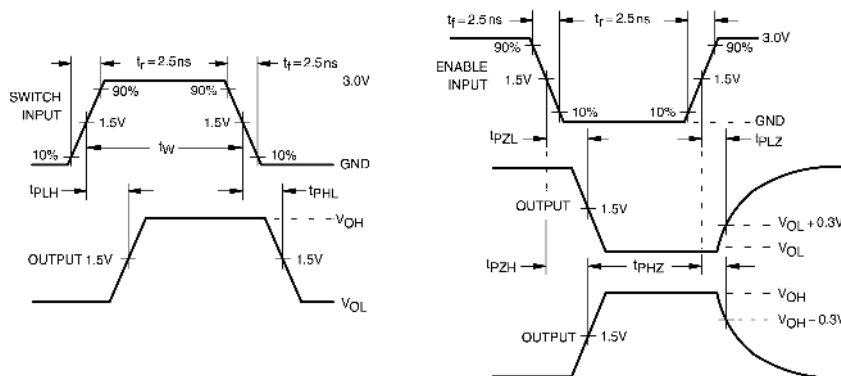 tr=2.5ns
tf=2.5ns
SWITCH
INPUT
90%
90%
3.0V
1.5V
1.5V
10%
10%
GND
tW
tPLH
tPHL
VOH
OUTPUT 1.5V
1.5V
VOL
tf=2.5ns
tr=2.5ns
90%
90%
3.0V
ENABLE
INPUT
1.5V
1.5V
10%
10%
GND
tPZL
tPLZ
OUTPUT
1.5V
VOL+0.3V
VOL
tPZH
tPHZ
VOH
VOH−0.3V
OUTPUT
1.5V